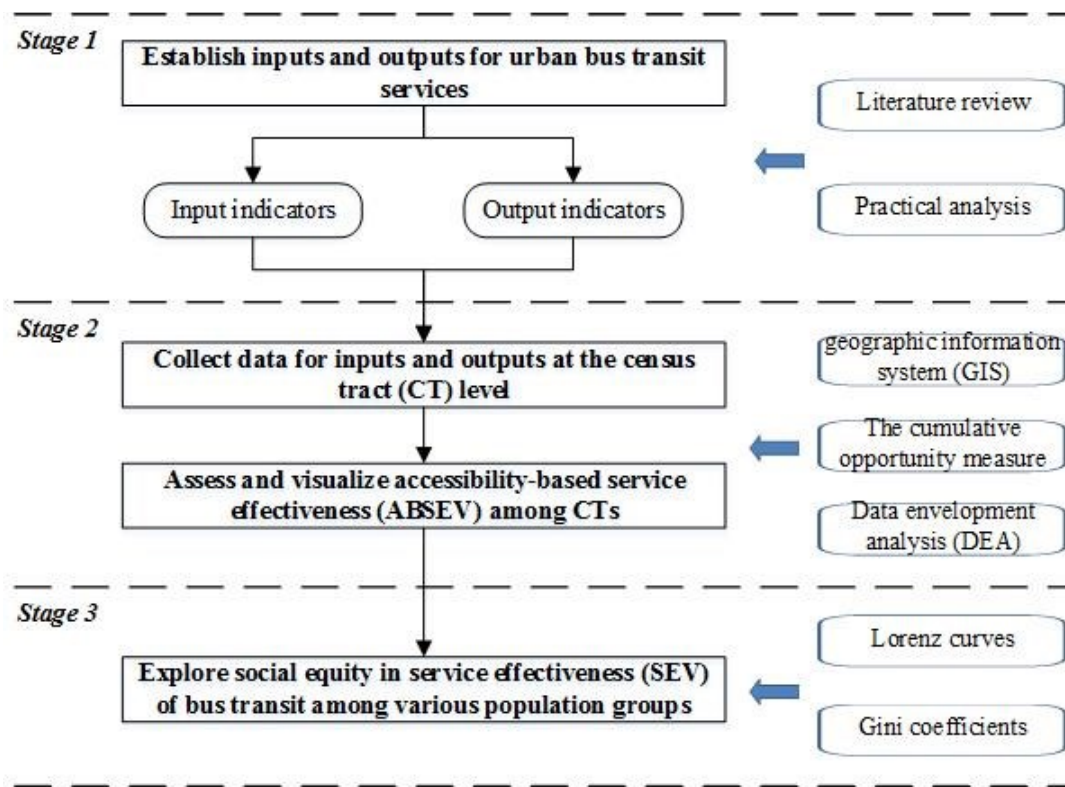 Stage 1
Establish inputs and outputs for urban bus transit
services
Literature review
Input indicators
Output indicators
Practical analysis
Stage 2
Collect data for inputs and outputs at the census
tract (CT) level
geographic information
system (GIS)
The cumulative
opportunity measure
Assess and visualize accessibility-based service
effectiveness (ABSEV) among CTs
Data envelopment
analysis (DEA)
Stage 3
Explore social equity in service effectiveness (SEV)
of bus transit among various population groups
Lorenz curves
Gini coefficients